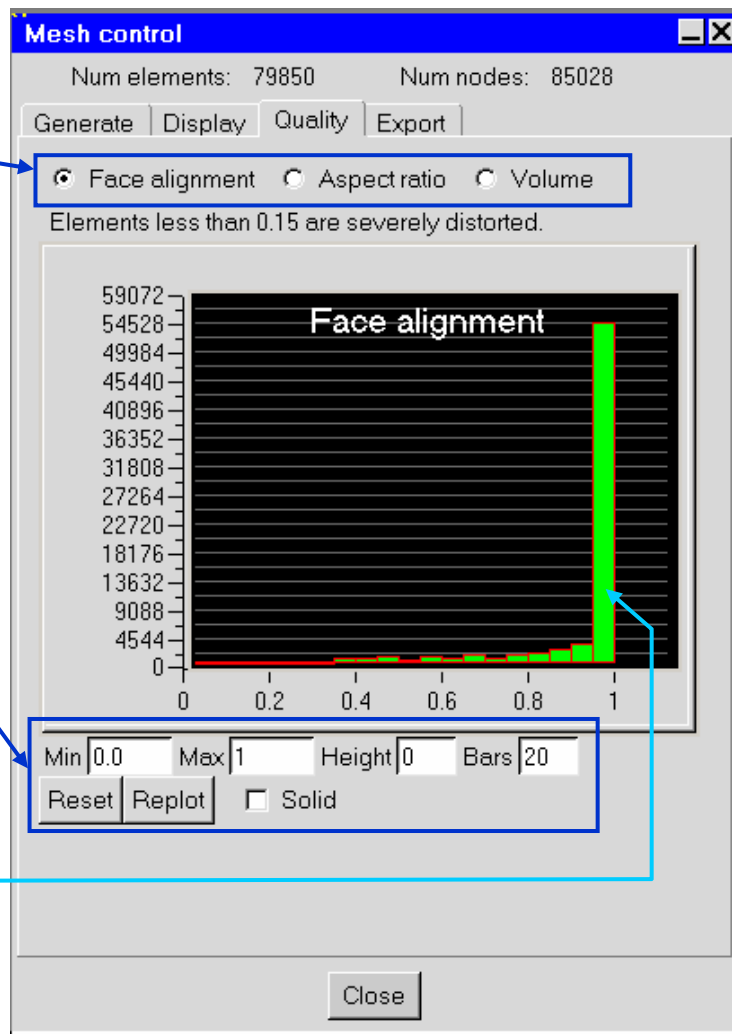 Mesh control
Num elements: 79850 Num nodes: 85028
Generate Display Quality Export
Face alignment Aspect ratio Volume
Elements less than 0.15 are severely distorted.
Face alignment
59072
54528
49984
45440
40896
36352
31808
27264
22720
18176
13632
9088
4544
0
0 0.2 0.4 0.6 0.8 1
Min 0.0 Max 1 Height 0 Bars 20
Reset Replot Solid
Close